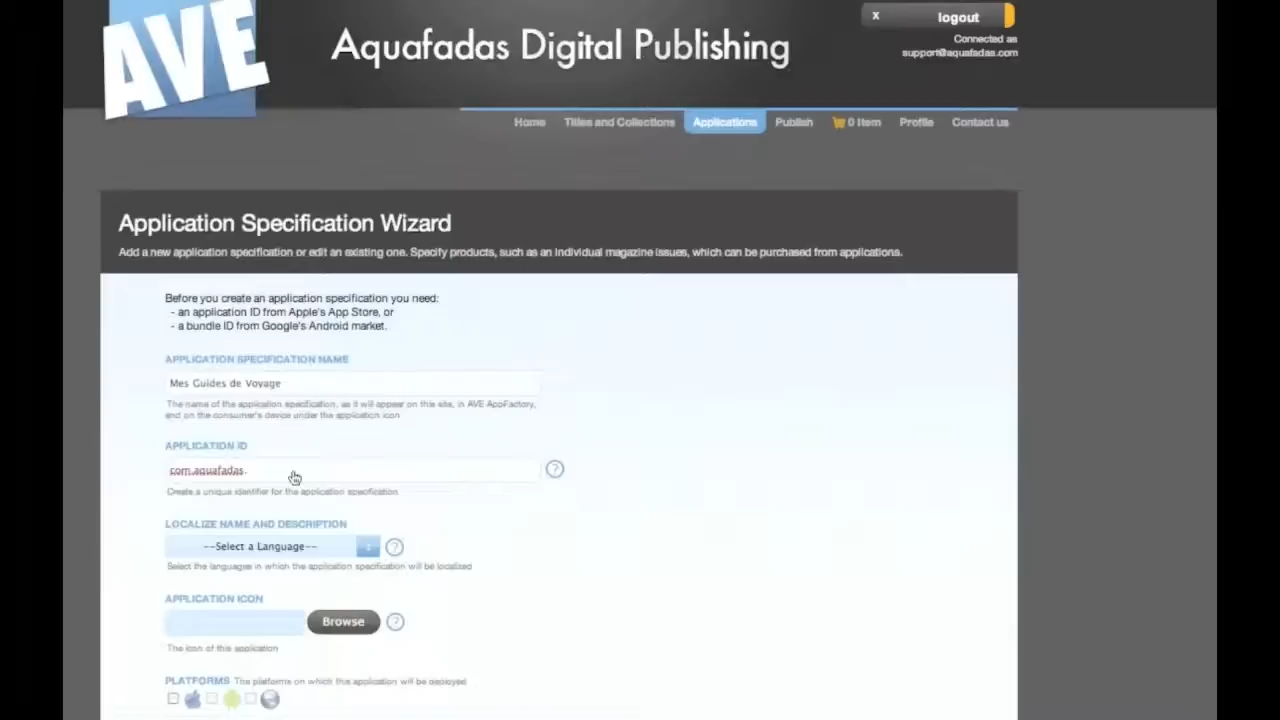 AVE
Aquafadas Digital Publishing
x logout
Connected as
support@aquafadas.com
Home Titles and Collections Applications Publish 0 Item Profile Contact us
Application Specification Wizard
Add a new application specification or edit an existing one. Specify products, such as an individual magazine issues, which can be purchased from applications.
Before you create an application specification you need:
- an application ID from Apple's App Store, or
- a bundle ID from Google's Android market.
APPLICATION SPECIFICATION NAME
Mes Guides de Voyage
The name of the application specification, as it will appear on this site, in AVE AppFactory,
and on the consumer's device under the application icon
APPLICATION ID
com.aquafadas. ?
Create a unique identifier for the application specification
LOCALIZE NAME AND DESCRIPTION
--Select a Language-- ?
Select the languages in which the application specification will be localized
APPLICATION ICON
Browse ?
The icon of this application
PLATFORMS The platforms on which this application will be deployed